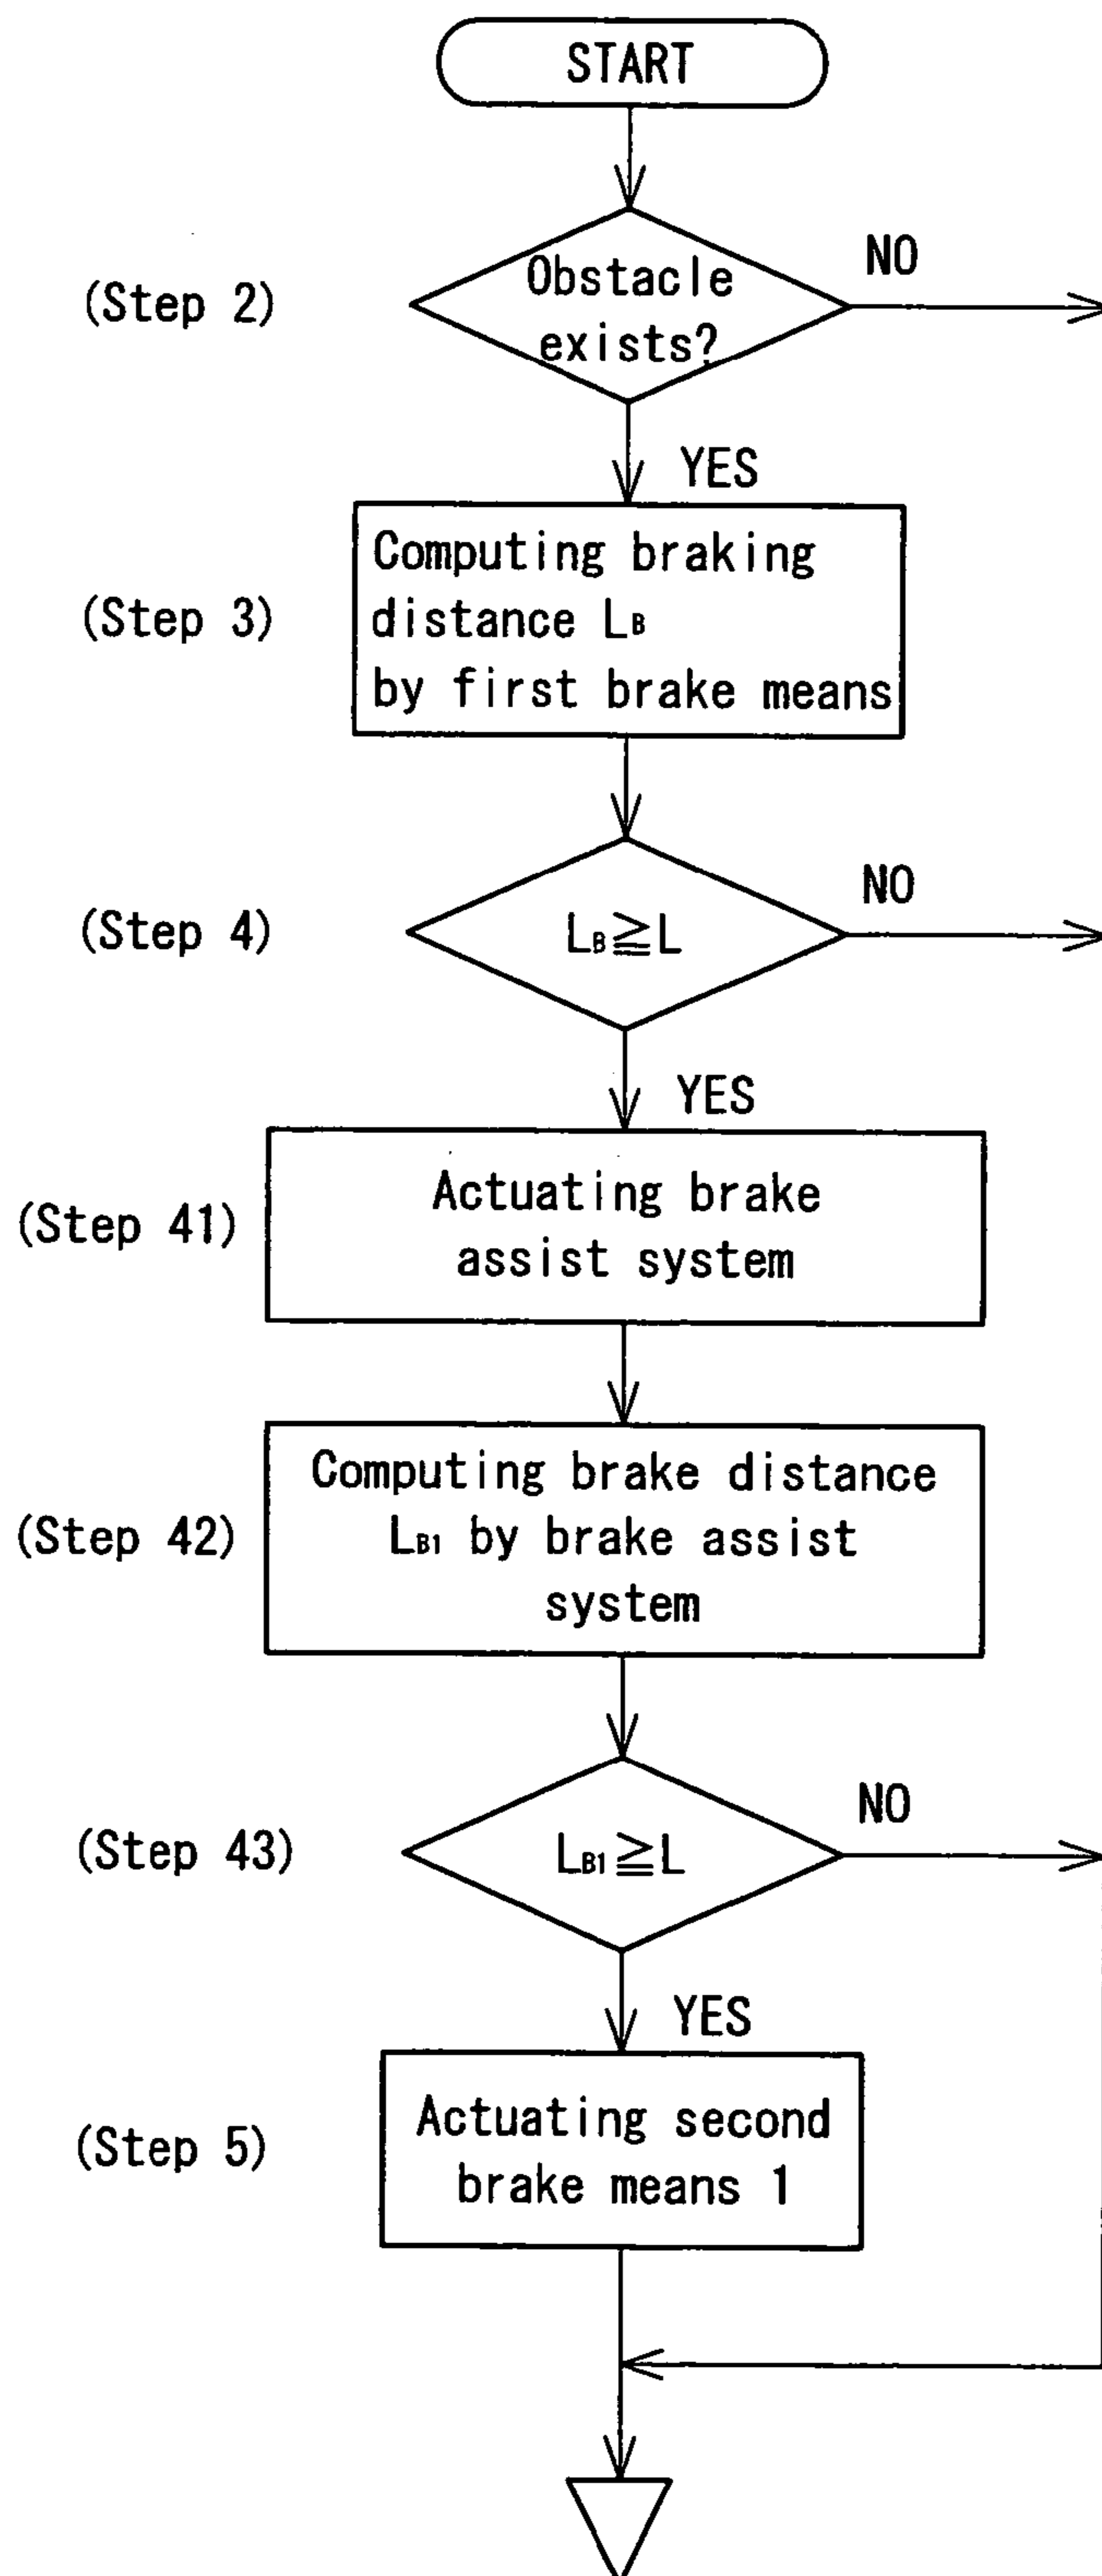 START
(Step 2)
Obstacle
exists?
NO
YES
(Step 3)
Computing braking
distance LB
by first brake means
(Step 4)
LB≧L
NO
YES
(Step 41)
Actuating brake
assist system
(Step 42)
Computing brake distance
LB1 by brake assist
system
(Step 43)
LB1≧L
NO
YES
(Step 5)
Actuating second
brake means 1